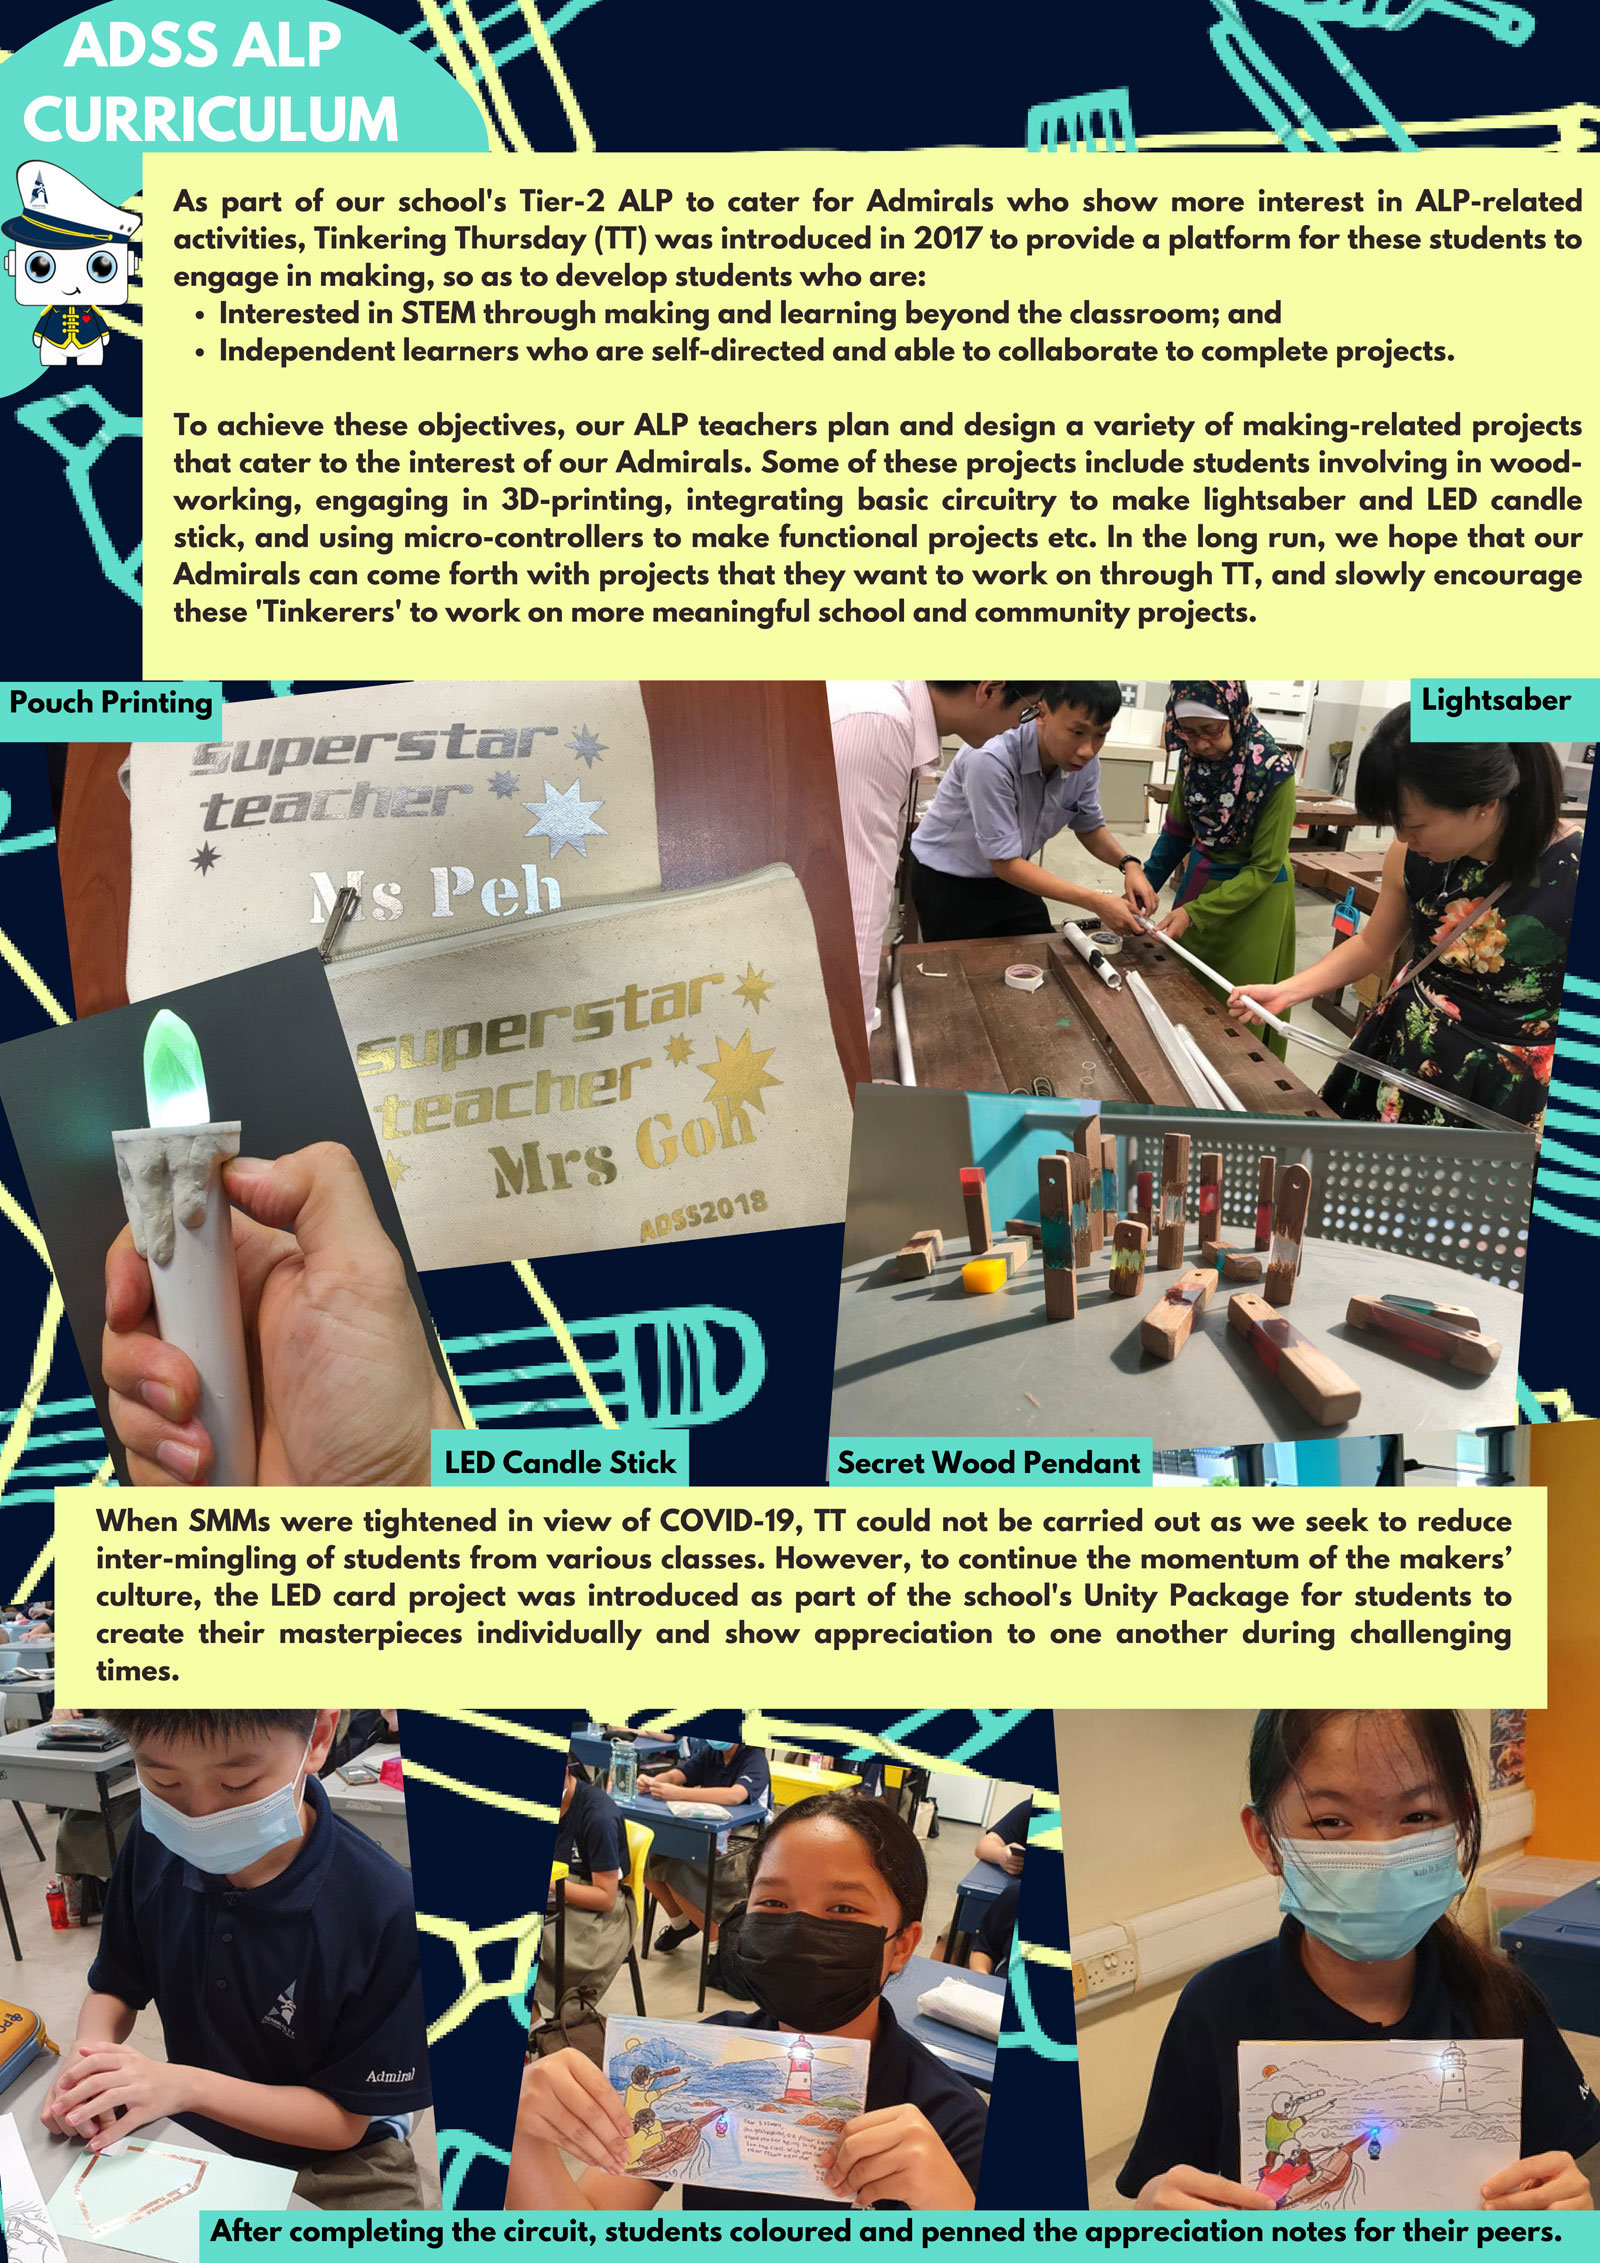 ADSS ALP
CURRICULUM
As part of our school's Tier-2 ALP to cater for Admirals who show more interest in ALP-related
activities, Tinkering Thursday (TT) was introduced in 2017 to provide a platform for these students to
engage in making, so as to develop students who are:
• Interested in STEM through making and learning beyond the classroom; and
• Independent learners who are self-directed and able to collaborate to complete projects.
To achieve these objectives, our ALP teachers plan and design a variety of making-related projects
that cater to the interest of our Admirals. Some of these projects include students involving in wood-
working, engaging in 3D-printing, integrating basic circuitry to make lightsaber and LED candle
stick, and using micro-controllers to make functional projects etc. In the long run, we hope that our
Admirals can come forth with projects that they want to work on through TT, and slowly encourage
these 'Tinkerers' to work on more meaningful school and community projects.
Pouch Printing
Lightsaber
superstar
teacher
Ms Peh
superstar
teacher
Mrs Goh
ADSS2018
LED Candle Stick
Secret Wood Pendant
When SMMs were tightened in view of COVID-19, TT could not be carried out as we seek to reduce
inter-mingling of students from various classes. However, to continue the momentum of the makers’
culture, the LED card project was introduced as part of the school's Unity Package for students to
create their masterpieces individually and show appreciation to one another during challenging
times.
Admiral
After completing the circuit, students coloured and penned the appreciation notes for their peers.